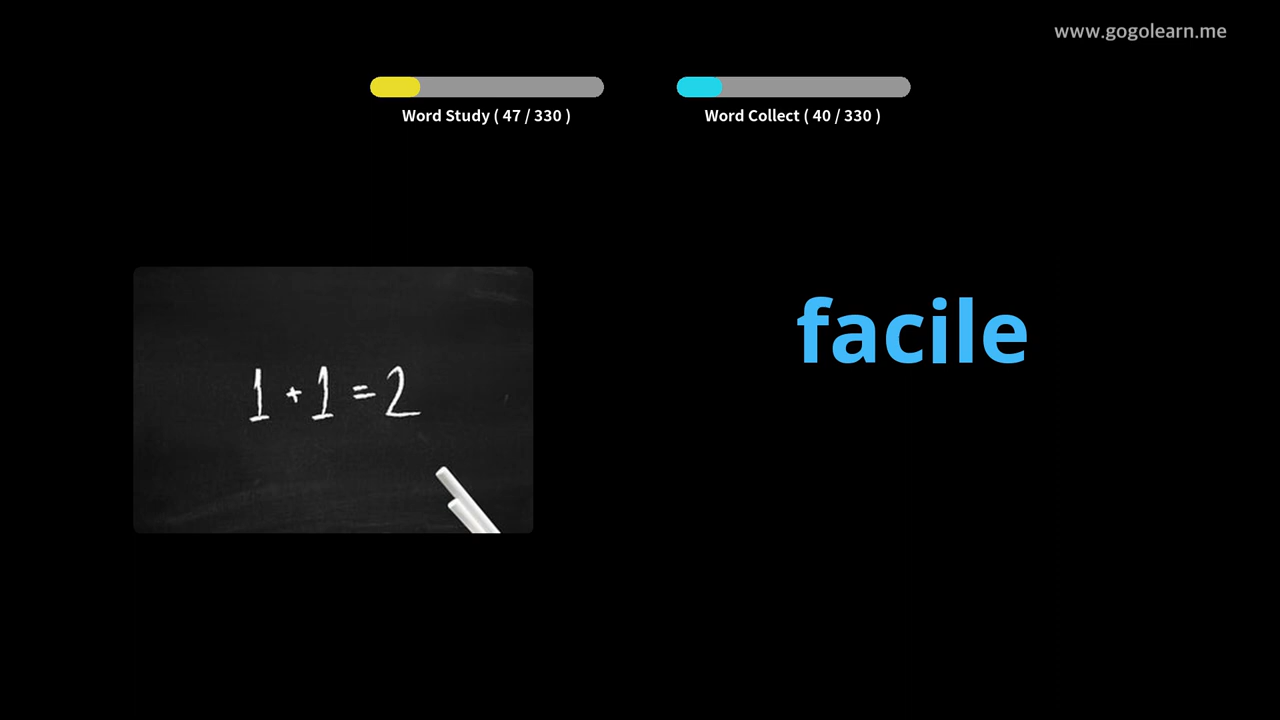 www.gogolearn.me
Word Study ( 47 / 330 )
Word Collect ( 40 / 330 )
facile
1 + 1 = 2